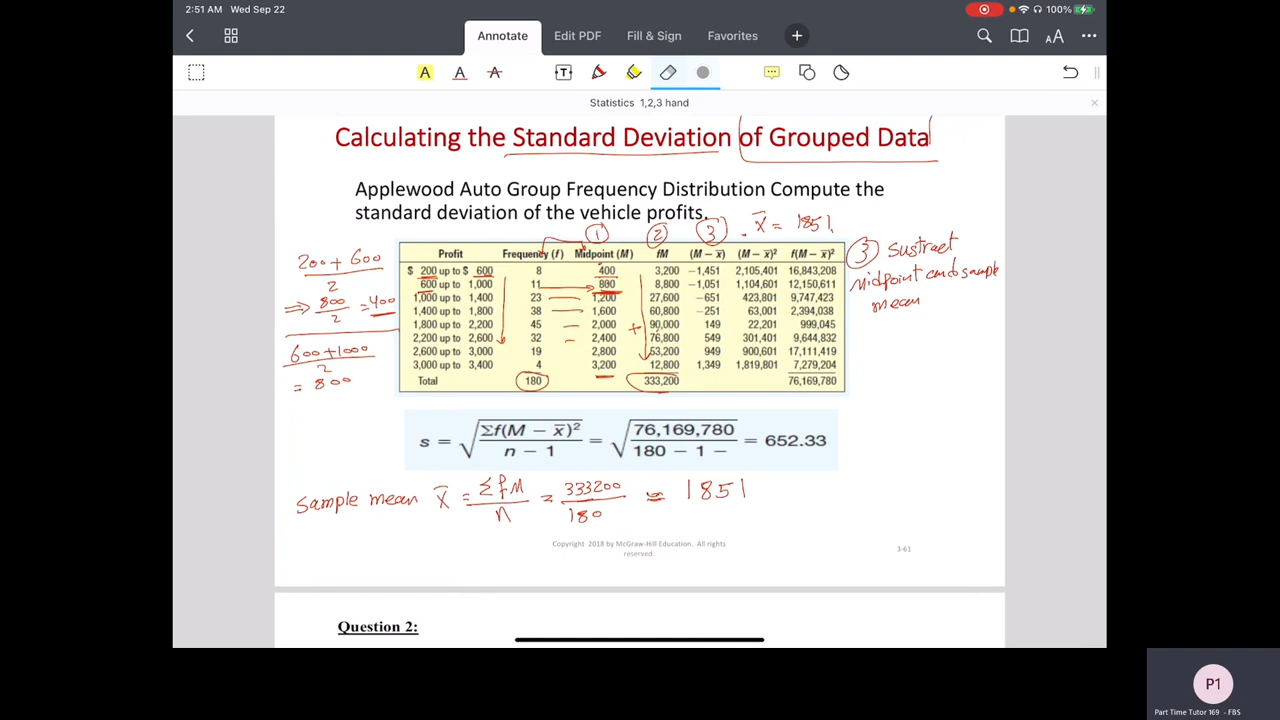 2:51 AM Wed Sep 22
100%
Annotate Edit PDF Fill & Sign Favorites
Statistics 1,2,3 hand
Calculating the Standard Deviation of Grouped Data
Applewood Auto Group Frequency Distribution Compute the
standard deviation of the vehicle profits.
x̄ = 1851
1 2 3
Profit Frequency (f) Midpoint (M) fM (M − x̄) (M − x̄)² f(M − x̄)²
$ 200 up to $ 600 8 400 3,200 −1,451 2,105,401 16,843,208
600 up to 1,000 11 800 8,800 −1,051 1,104,601 12,150,611
1,000 up to 1,400 23 1,200 27,600 −651 423,801 9,747,423
1,400 up to 1,800 38 1,600 60,800 −251 63,001 2,394,038
1,800 up to 2,200 45 2,000 90,000 149 22,201 999,045
2,200 up to 2,600 32 2,400 76,800 549 301,401 9,644,832
2,600 up to 3,000 19 2,800 53,200 949 900,601 17,111,419
3,000 up to 3,400 4 3,200 12,800 1,349 1,819,801 7,279,204
Total 180 333,200 76,169,780
200 + 600
2
⇒ 800 = 400
2
600 + 1000
2
= 800
+
3 Sustract
midpoint and sample
mean
s = √ Σf(M − x̄)² / n − 1 = √ 76,169,780 / 180 − 1 − = 652.33
Sample mean x̄ = Σ f M / n = 333200 / 180 ≃ 1851
Copyright 2018 by McGraw-Hill Education. All rights
reserved
3-61
Question 2:
P1
Part Time Tutor 169 - FBS